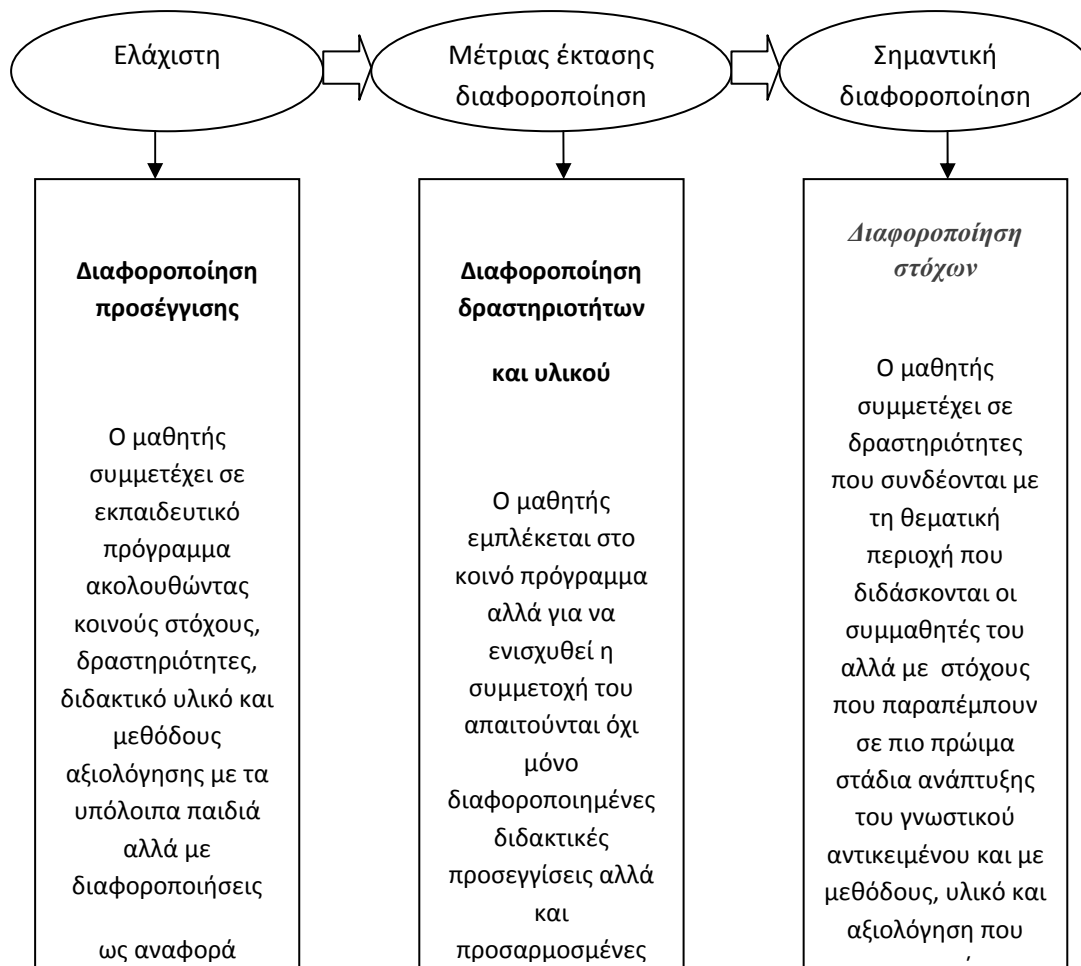 Ελάχιστη
Μέτριας έκτασης
διαφοροποίηση
Σημαντική
διαφοροποίηση
Διαφοροποίηση
προσέγγισης
Ο μαθητής
συμμετέχει σε
εκπαιδευτικό
πρόγραμμα
ακολουθώντας
κοινούς στόχους,
δραστηριότητες,
διδακτικό υλικό και
μεθόδους
αξιολόγησης με τα
υπόλοιπα παιδιά
αλλά με
διαφοροποιήσεις
ως αναφορά
Διαφοροποίηση
δραστηριοτήτων
και υλικού
Ο μαθητής
εμπλέκεται στο
κοινό πρόγραμμα
αλλά για να
ενισχυθεί η
συμμετοχή του
απαιτούνται όχι
μόνο
διαφοροποιημένες
διδακτικές
προσεγγίσεις αλλά
και
προσαρμοσμένες
Διαφοροποίηση
στόχων
Ο μαθητής
συμμετέχει σε
δραστηριότητες
που συνδέονται με
τη θεματική
περιοχή που
διδάσκονται οι
συμμαθητές του
αλλά με στόχους
που παραπέμπουν
σε πιο πρώιμα
στάδια ανάπτυξης
του γνωστικού
αντικειμένου και με
μεθόδους, υλικό και
αξιολόγηση που